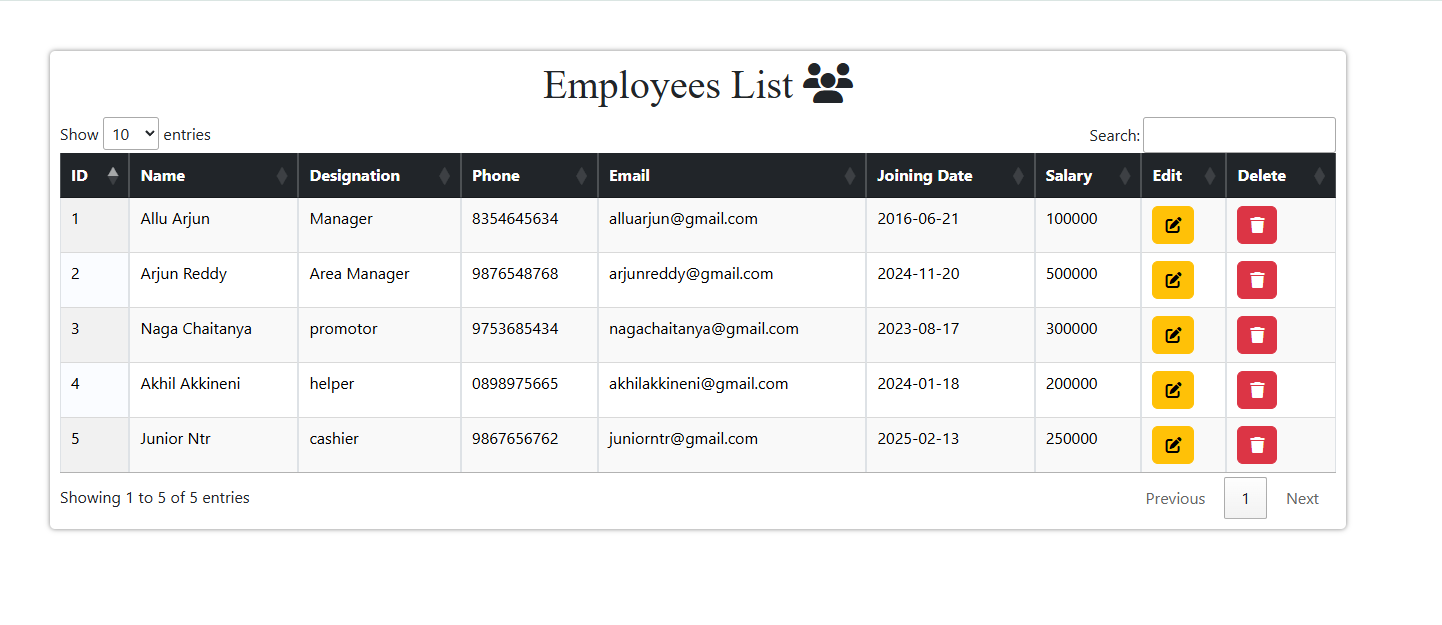 Employees List
Show 10 entries Search:
ID Name Designation Phone Email Joining Date Salary Edit Delete
1 Allu Arjun Manager 8354645634 alluarjun@gmail.com 2016-06-21 100000
2 Arjun Reddy Area Manager 9876548768 arjunreddy@gmail.com 2024-11-20 500000
3 Naga Chaitanya promotor 9753685434 nagachaitanya@gmail.com 2023-08-17 300000
4 Akhil Akkineni helper 0898975665 akhilakkineni@gmail.com 2024-01-18 200000
5 Junior Ntr cashier 9867656762 juniorntr@gmail.com 2025-02-13 250000
Showing 1 to 5 of 5 entries Previous 1 Next